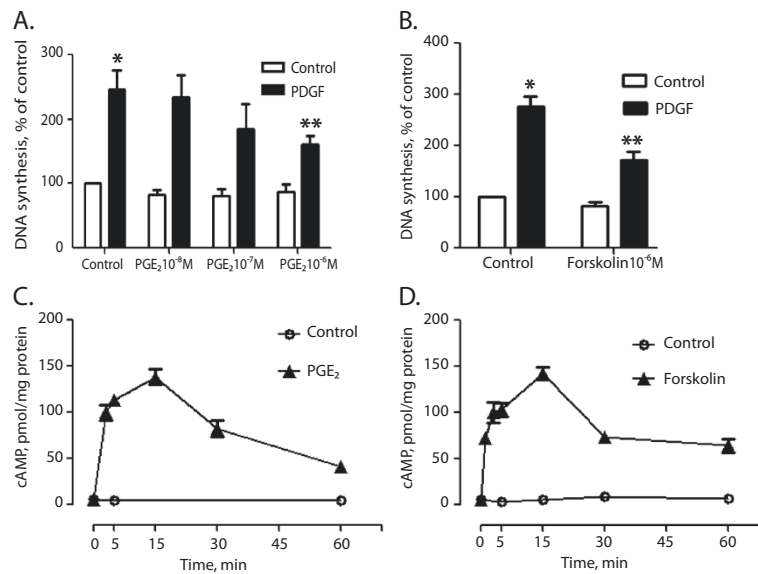 A.
DNA synthesis, % of control
300
250
200
100
0
*
**
Control
PDGF
Control PGE₂10⁻⁸M PGE₂10⁻⁷M PGE₂10⁻⁶M
B.
DNA synthesis, % of control
400
300
200
100
0
*
**
Control
PDGF
Control Forskolin10⁻⁶M
C.
cAMP, pmol/mg protein
200
150
100
50
0
Control
PGE₂
0 5 15 30 45 60
Time, min
D.
cAMP, pmol/mg protein
200
150
100
50
0
Control
Forskolin
0 5 15 30 45 60
Time, min